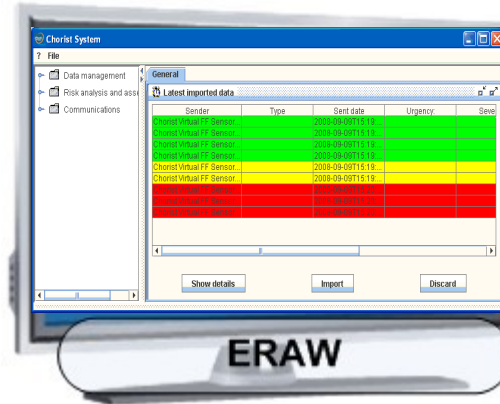 Chorist System
? File
Data management
Risk analysis and asse
Communications
General
Latest imported data
Sender Type Sent date Urgency: Seve
Chorist Virtual FF Sensor... 2008-09-09T15:19:...
Chorist Virtual FF Sensor... 2008-09-09T15:19:...
Chorist Virtual FF Sensor... 2008-09-09T15:19:...
Chorist Virtual FF Sensor... 2008-09-09T15:19:...
Chorist Virtual FF Sensor... 2008-09-09T15:19:...
Chorist Virtual FF Sensor... 2008-09-09T15:19:...
Show details Import Discard
ERAW